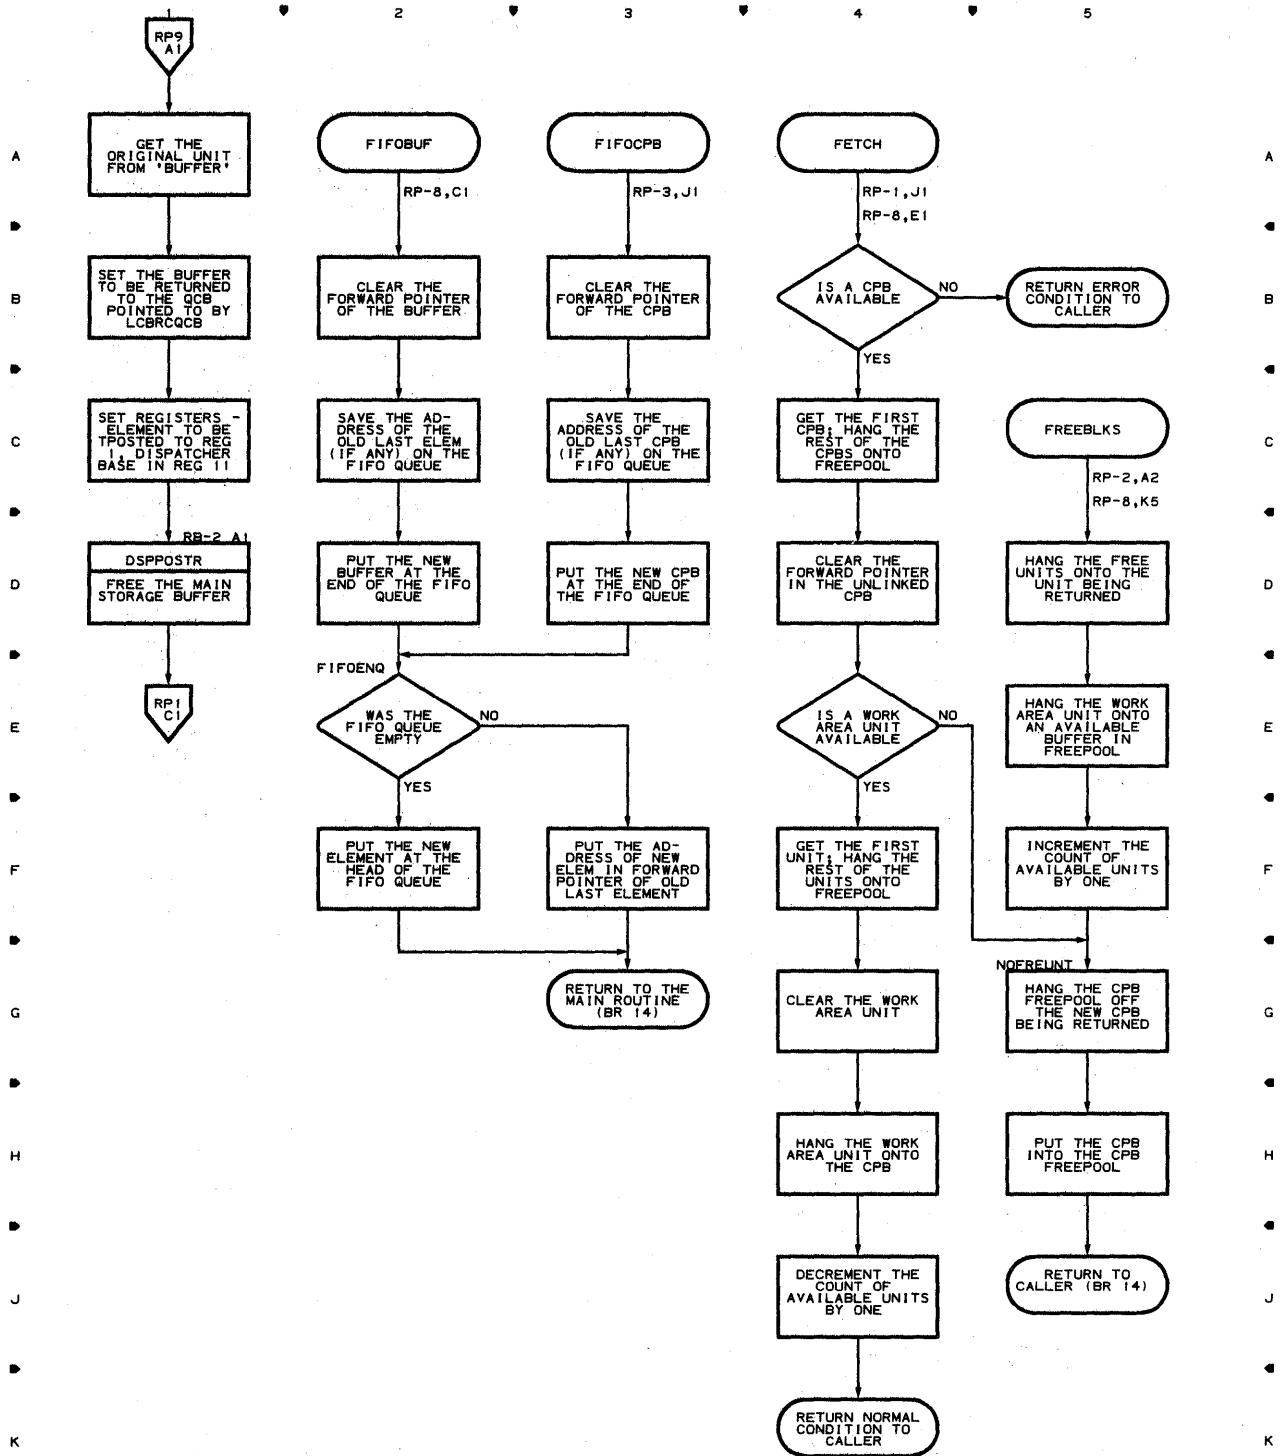 1
2
3
4
5
RP9
A1
A
GET THE
ORIGINAL UNIT
FROM 'BUFFER'
FIFOBUF
FIFOCPB
FETCH
A
RP-8,C1
RP-3,J1
RP-1,J1
RP-8,E1
B
SET THE BUFFER
TO BE RETURNED
TO THE QCB
POINTED TO BY
LCBRCQCB
CLEAR THE
FORWARD POINTER
OF THE BUFFER
CLEAR THE
FORWARD POINTER
OF THE CPB
IS A CPB
AVAILABLE
NO
YES
RETURN ERROR
CONDITION TO
CALLER
B
C
SET REGISTERS -
ELEMENT TO BE
TPOSTED TO REG
1, DISPATCHER
BASE IN REG 11
SAVE THE AD-
DRESS OF THE
OLD LAST ELEM
(IF ANY) ON THE
FIFO QUEUE
SAVE THE
ADDRESS OF THE
OLD LAST CPB
(IF ANY) ON THE
FIFO QUEUE
GET THE FIRST
CPB; HANG THE
REST OF THE
CPBS ONTO
FREEPOOL
FREEBLKS
C
RP-2,A2
RP-8,K5
RB-2 A1
D
DSPPOSTR
FREE THE MAIN
STORAGE BUFFER
PUT THE NEW
BUFFER AT THE
END OF THE FIFO
QUEUE
PUT THE NEW CPB
AT THE END OF
THE FIFO QUEUE
CLEAR THE
FORWARD POINTER
IN THE UNLINKED
CPB
HANG THE FREE
UNITS ONTO THE
UNIT BEING
RETURNED
D
FIFOENQ
E
RP1
C1
WAS THE
FIFO QUEUE
EMPTY
NO
YES
IS A WORK
AREA UNIT
AVAILABLE
NO
YES
HANG THE WORK
AREA UNIT ONTO
AN AVAILABLE
BUFFER IN
FREEPOOL
E
F
PUT THE NEW
ELEMENT AT THE
HEAD OF THE
FIFO QUEUE
PUT THE AD-
DRESS OF NEW
ELEM IN FORWARD
POINTER OF OLD
LAST ELEMENT
GET THE FIRST
UNIT; HANG THE
REST OF THE
UNITS ONTO
FREEPOOL
INCREMENT THE
COUNT OF
AVAILABLE UNITS
BY ONE
F
NOFREUNT
G
RETURN TO THE
MAIN ROUTINE
(BR 14)
CLEAR THE WORK
AREA UNIT
HANG THE CPB
FREEPOOL OFF
THE NEW CPB
BEING RETURNED
G
H
HANG THE WORK
AREA UNIT ONTO
THE CPB
PUT THE CPB
INTO THE CPB
FREEPOOL
H
J
DECREMENT THE
COUNT OF
AVAILABLE UNITS
BY ONE
RETURN TO
CALLER (BR 14)
J
K
RETURN NORMAL
CONDITION TO
CALLER
K